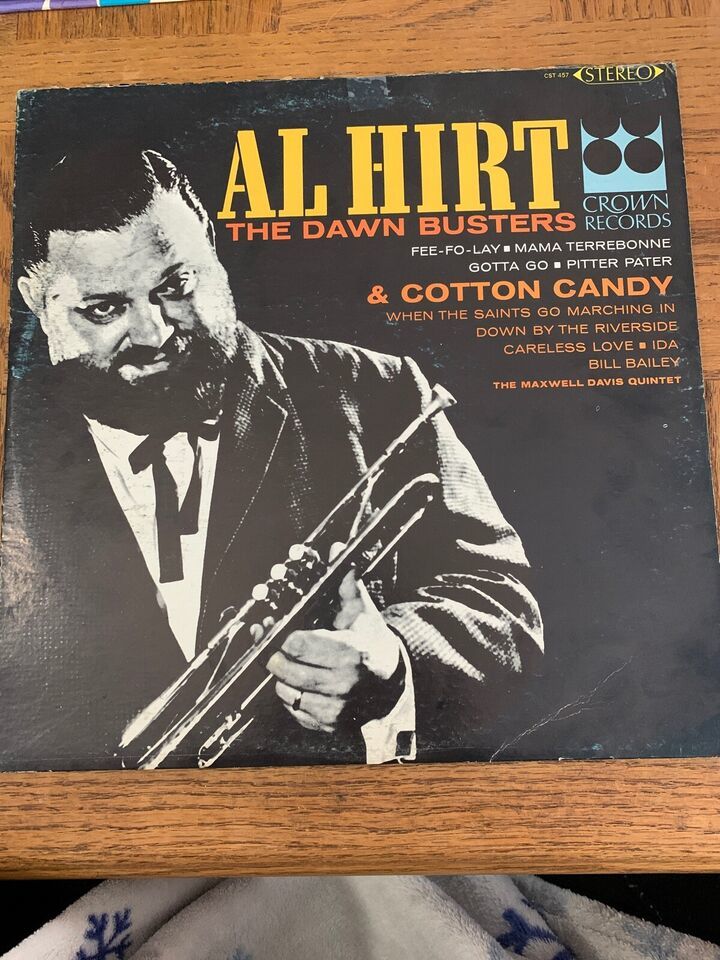 CST 457 STEREO
AL HIRT
CROWN
RECORDS
THE DAWN BUSTERS
FEE-FO-LAY ■ MAMA TERREBONNE
GOTTA GO ■ PITTER PATER
& COTTON CANDY
WHEN THE SAINTS GO MARCHING IN
DOWN BY THE RIVERSIDE
CARELESS LOVE ■ IDA
BILL BAILEY
THE MAXWELL DAVIS QUINTET